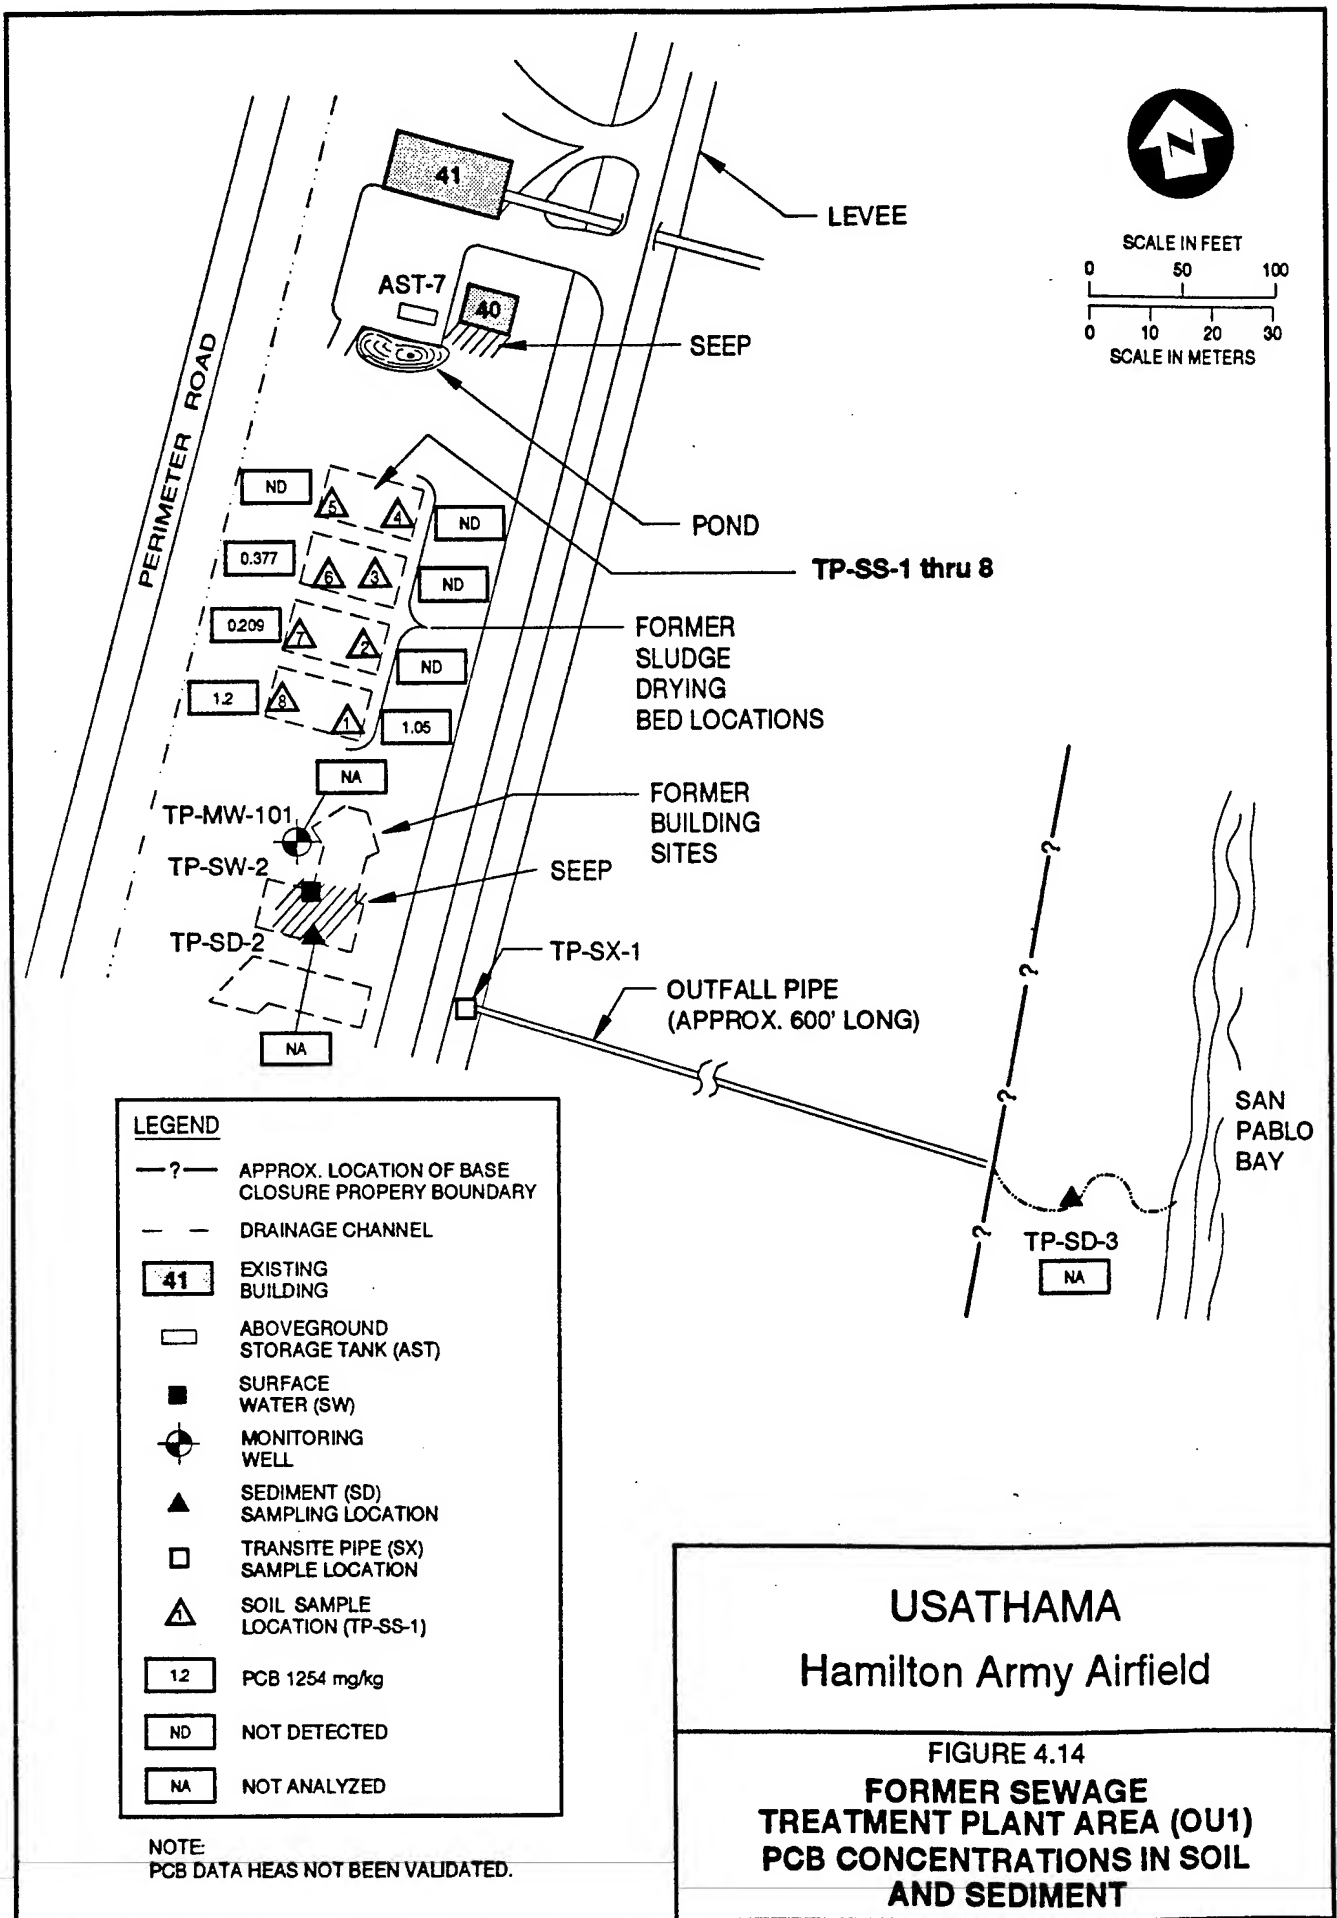 41
N
LEVEE
SCALE IN FEET
0 50 100
0 10 20 30
SCALE IN METERS
AST-7
40
SEEP
PERIMETER ROAD
POND
TP-SS-1 thru 8
ND
5
4
ND
0.377
6
3
ND
0.209
7
2
ND
1.2
8
1
1.05
FORMER
SLUDGE
DRYING
BED LOCATIONS
NA
TP-MW-101
FORMER
BUILDING
SITES
TP-SW-2
SEEP
TP-SD-2
TP-SX-1
NA
OUTFALL PIPE
(APPROX. 600' LONG)
?
?
?
?
SAN
PABLO
BAY
TP-SD-3
NA
LEGEND
?
APPROX. LOCATION OF BASE
CLOSURE PROPERY BOUNDARY
DRAINAGE CHANNEL
41
EXISTING
BUILDING
ABOVEGROUND
STORAGE TANK (AST)
SURFACE
WATER (SW)
MONITORING
WELL
SEDIMENT (SD)
SAMPLING LOCATION
TRANSITE PIPE (SX)
SAMPLE LOCATION
1
SOIL SAMPLE
LOCATION (TP-SS-1)
1.2
PCB 1254 mg/kg
ND
NOT DETECTED
NA
NOT ANALYZED
NOTE:
PCB DATA HEAS NOT BEEN VALIDATED.
USATHAMA
Hamilton Army Airfield
FIGURE 4.14
FORMER SEWAGE
TREATMENT PLANT AREA (OU1)
PCB CONCENTRATIONS IN SOIL
AND SEDIMENT